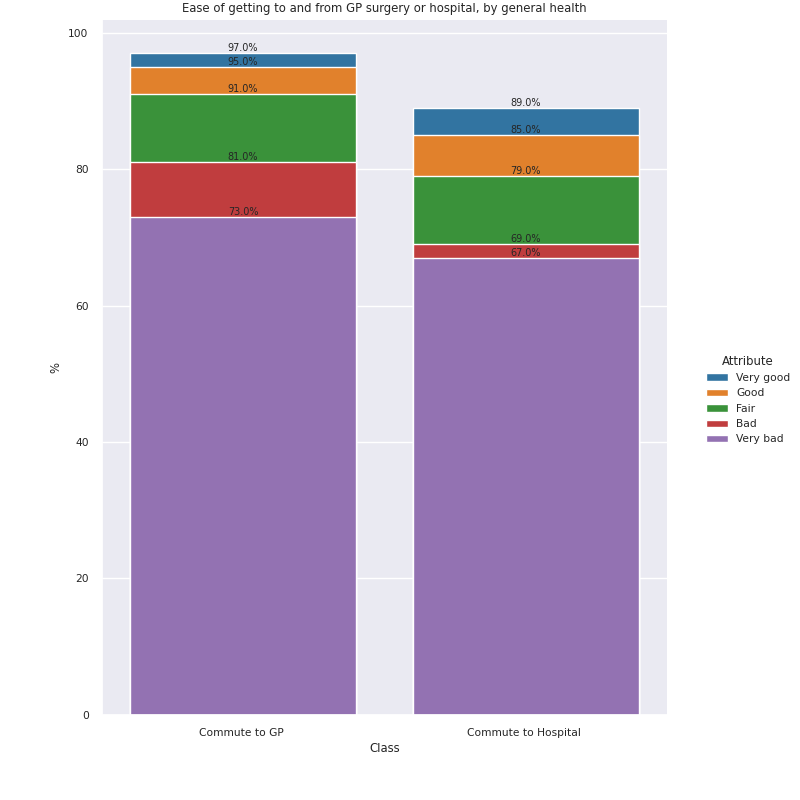 Ease of getting to and from GP surgery or hospital, by general health
100
80
60
40
20
0
%
97.0%
95.0%
91.0%
81.0%
73.0%
89.0%
85.0%
79.0%
69.0%
67.0%
Commute to GP
Commute to Hospital
Class
Attribute
Very good
Good
Fair
Bad
Very bad